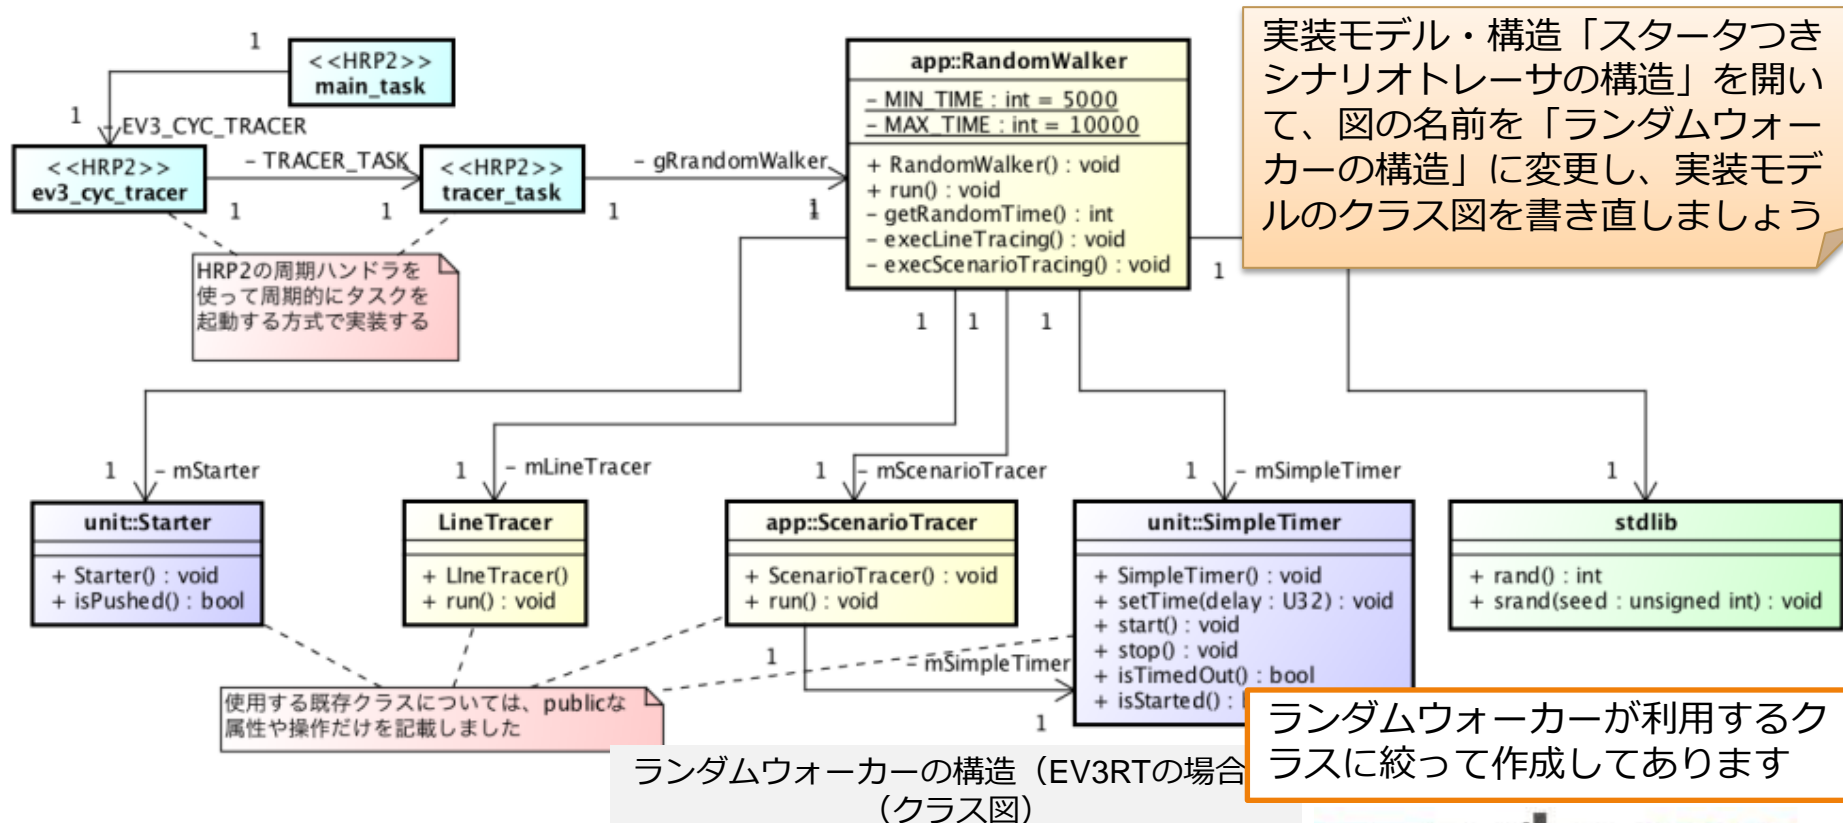 実装モデル・構造「スタータつき
シナリオトレーサの構造」を開い
て、図の名前を「ランダムウォー
カーの構造」に変更し、実装モデ
ルのクラス図を書き直しましょう
1
<<HRP2>>
main_task
1
EV3_CYC_TRACER
<<HRP2>>
ev3_cyc_tracer
- TRACER_TASK
1
1
<<HRP2>>
tracer_task
- gRrandomWalker
1
1
app::RandomWalker
- MIN_TIME : int = 5000
- MAX_TIME : int = 10000
+ RandomWalker() : void
+ run() : void
- getRandomTime() : int
- execLineTracing() : void
- execScenarioTracing() : void
HRP2の周期ハンドラを
使って周期的にタスクを
起動する方式で実装する
1
1
1
1
1
- mStarter
1
- mLineTracer
1
- mScenarioTracer
1
- mSimpleTimer
1
unit::Starter
+ Starter() : void
+ isPushed() : bool
LineTracer
+ LIneTracer()
+ run() : void
app::ScenarioTracer
+ ScenarioTracer() : void
+ run() : void
unit::SimpleTimer
+ SimpleTimer() : void
+ setTime(delay : U32) : void
+ start() : void
+ stop() : void
+ isTimedOut() : bool
+ isStarted() :
stdlib
+ rand() : int
+ srand(seed : unsigned int) : void
1
- mSimpleTimer
1
使用する既存クラスについては、publicな
属性や操作だけを記載しました
ランダムウォーカーが利用するク
ラスに絞って作成してあります
ランダムウォーカーの構造（EV3RTの場合
（クラス図）